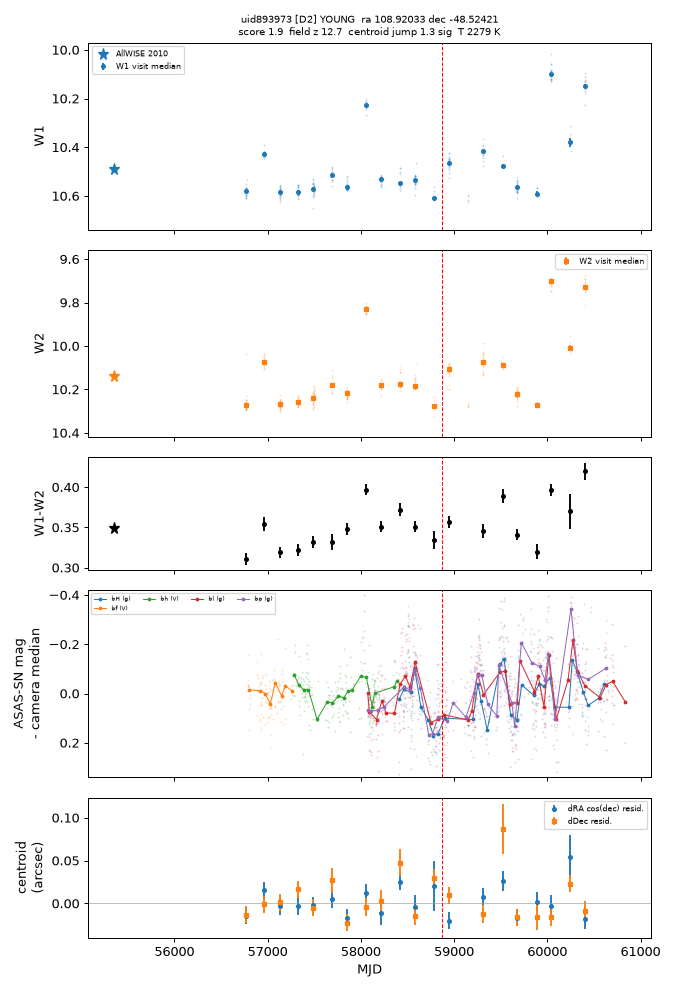 uid893973 [D2] YOUNG  ra 108.92033 dec -48.52421
score 1.9  field z 12.7  centroid jump 1.3 sig  T 2279 K
AllWISE 2010
W1 visit median
10.0
10.2
10.4
10.6
W1
W2 visit median
9.6
9.8
10.0
10.2
10.4
W2
0.40
0.35
0.30
W1-W2
bH (g)
bh (V)
bl (g)
bp (g)
bf (V)
−0.4
−0.2
0.0
0.2
ASAS-SN mag
- camera median
dRA cos(dec) resid.
dDec resid.
0.10
0.05
0.00
centroid
(arcsec)
56000
57000
58000
59000
60000
61000
MJD